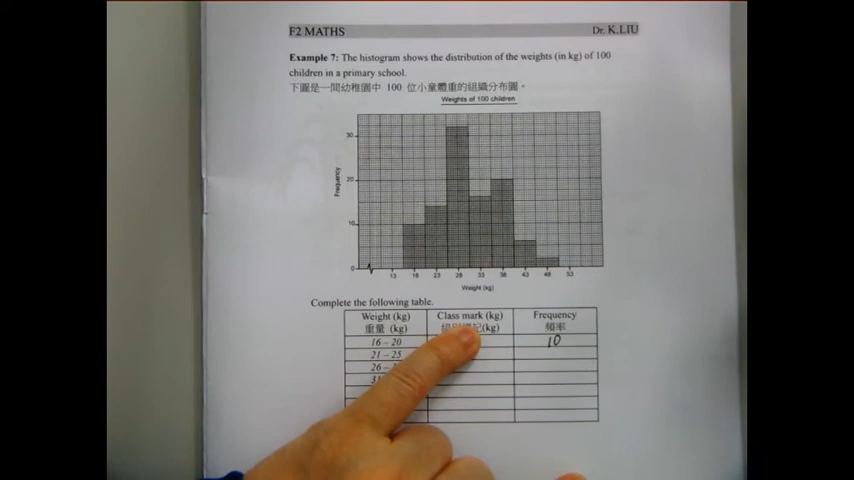 F2 MATHS
Dr. K.LIU
Example 7: The histogram shows the distribution of the weights (in kg) of 100
children in a primary school.
下圖是一間幼稚園中 100 位小童體重的組織分布圖。
Weights of 100 children
30
20
10
0
Frequency
13 18 23 28 33 38 43 48 53
Weight (kg)
Complete the following table.
Weight (kg) Class mark (kg) Frequency
重量 (kg) (kg) 頻率
16 – 20 10
21 – 25
26 –